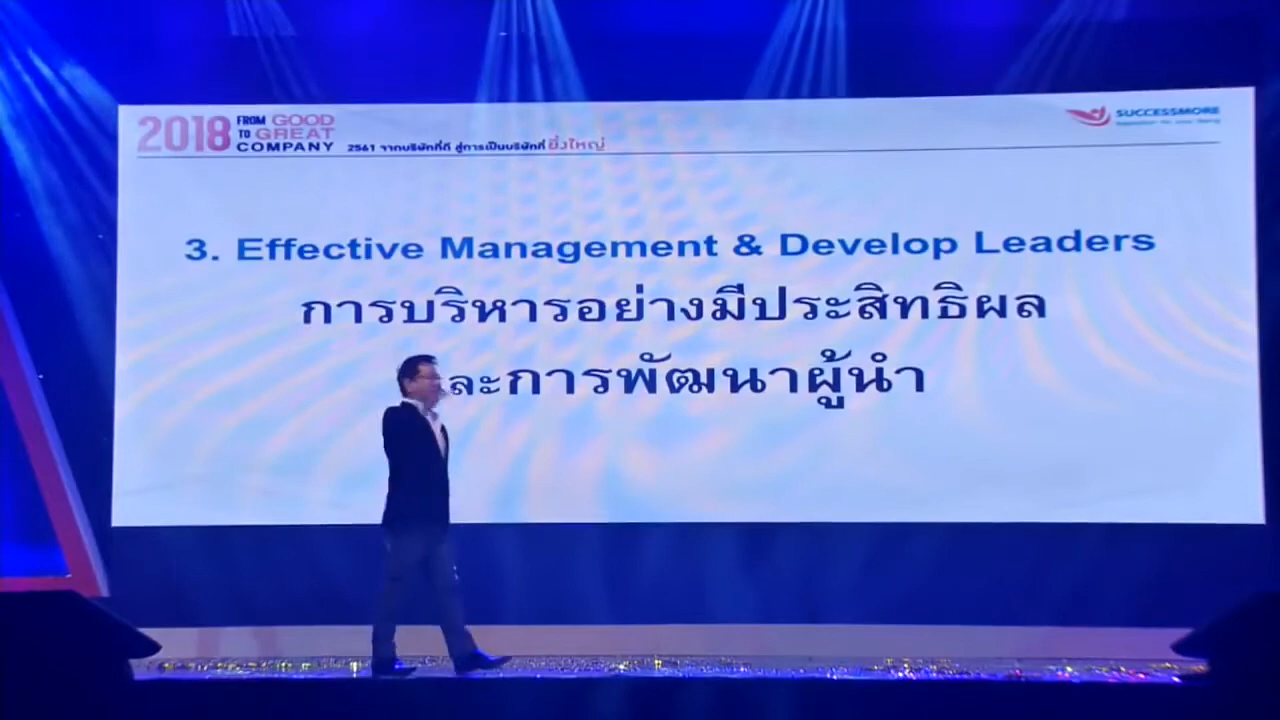 2018 FROM GOOD
TO GREAT
COMPANY
2561 จากบริษัทที่ดี สู่การเป็นบริษัทที่ยิ่งใหญ่
SUCCESSMORE
3. Effective Management & Develop Leaders
การบริหารอย่างมีประสิทธิผล
ละการพัฒนาผู้นำ